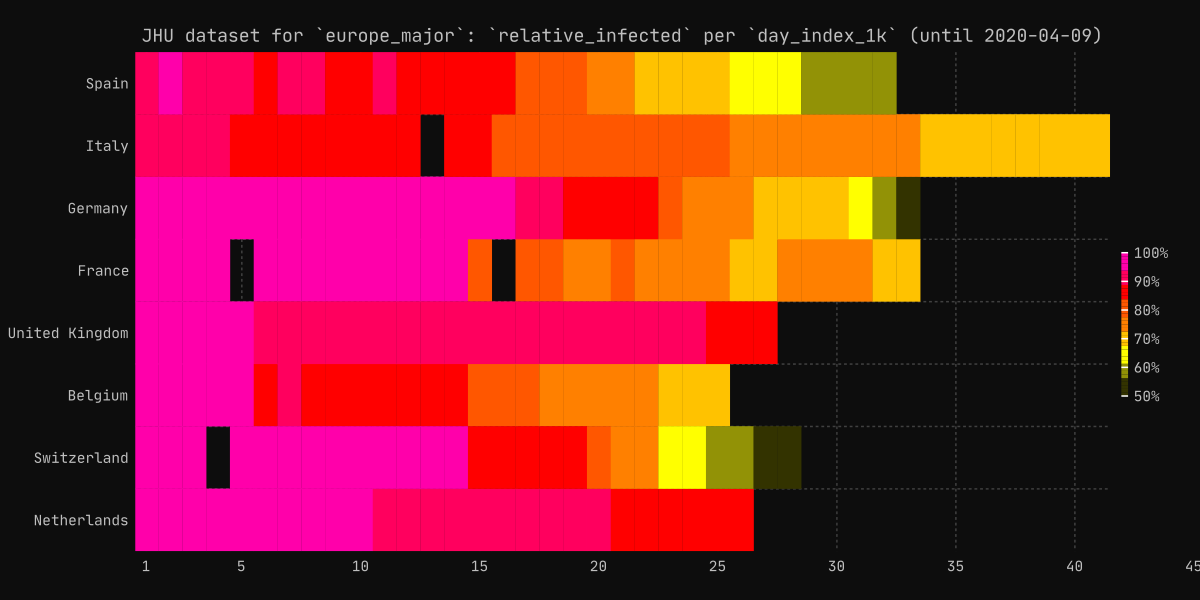 JHU dataset for `europe_major`: `relative_infected` per `day_index_1k` (until 2020-04-09)
Spain
Italy
Germany
France
United Kingdom
Belgium
Switzerland
Netherlands
100%
90%
80%
70%
60%
50%
1 5 10 15 20 25 30 35 40 45